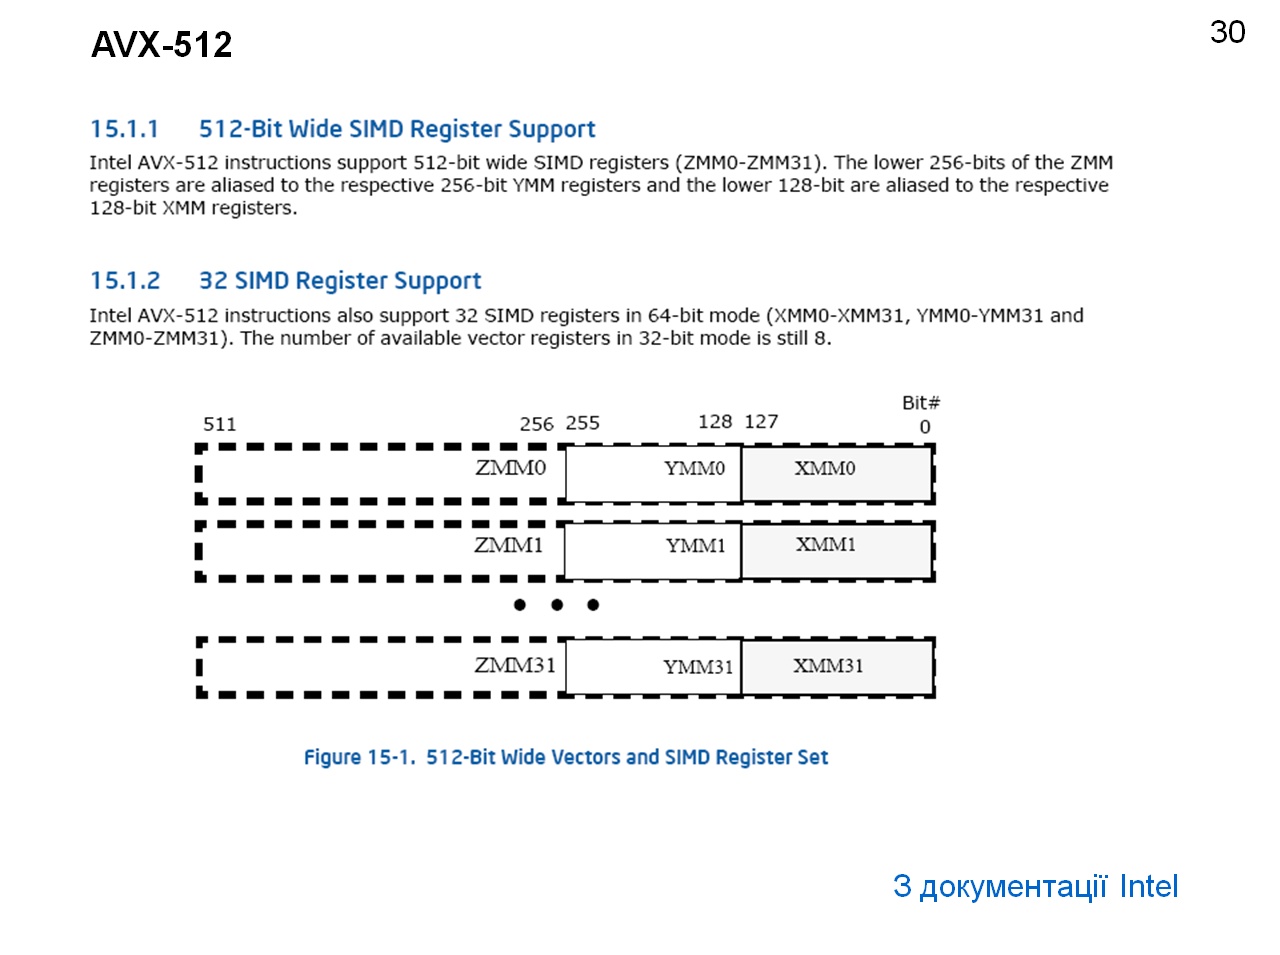 AVX-512
30
15.1.1 512-Bit Wide SIMD Register Support
Intel AVX-512 instructions support 512-bit wide SIMD registers (ZMM0-ZMM31). The lower 256-bits of the ZMM
registers are aliased to the respective 256-bit YMM registers and the lower 128-bit are aliased to the respective
128-bit XMM registers.
15.1.2 32 SIMD Register Support
Intel AVX-512 instructions also support 32 SIMD registers in 64-bit mode (XMM0-XMM31, YMM0-YMM31 and
ZMM0-ZMM31). The number of available vector registers in 32-bit mode is still 8.
Bit#
511 256 255 128 127 0
ZMM0 YMM0 XMM0
ZMM1 YMM1 XMM1
ZMM31 YMM31 XMM31
Figure 15-1. 512-Bit Wide Vectors and SIMD Register Set
З документації Intel